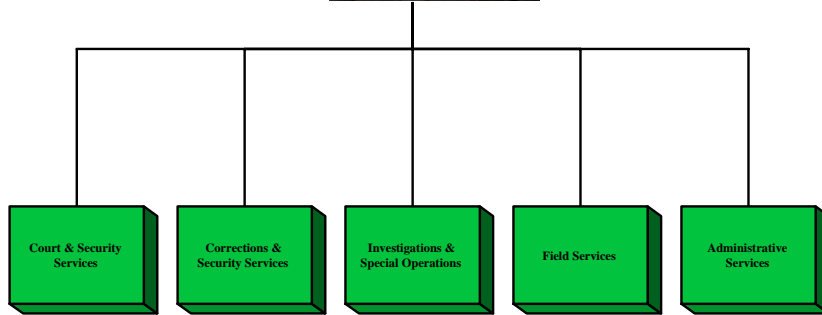 Court & Security
Services
Corrections &
Security Services
Investigations &
Special Operations
Field Services
Administrative
Services